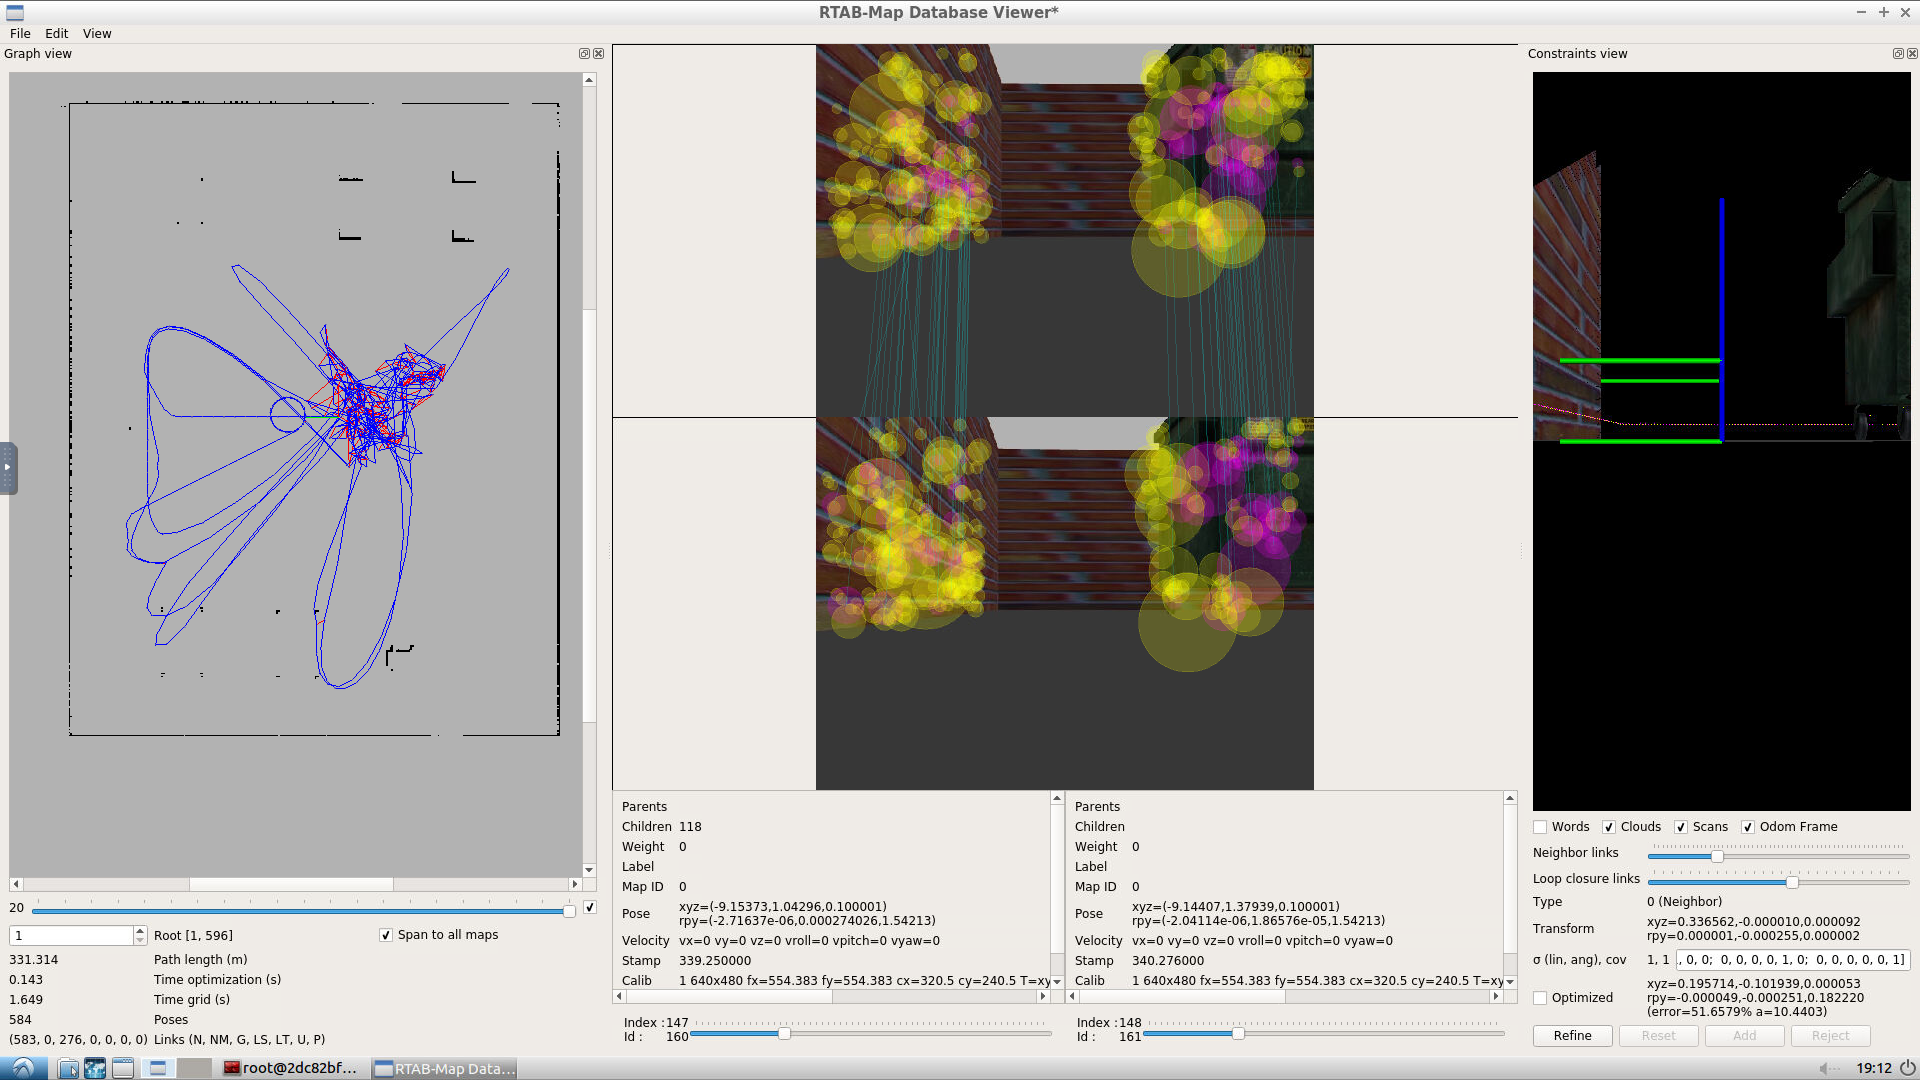 RTAB-Map Database Viewer*
File Edit View
Graph view
20
1 Root [1, 596] Span to all maps
331.314 Path length (m)
0.143 Time optimization (s)
1.649 Time grid (s)
584 Poses
(583, 0, 276, 0, 0, 0, 0) Links (N, NM, G, LS, LT, U, P)
Parents
Children 118
Weight 0
Label
Map ID 0
Pose xyz=(-9.15373,1.04296,0.100001)
rpy=(-2.71637e-06,0.000274026,1.54213)
Velocity vx=0 vy=0 vz=0 vroll=0 vpitch=0 vyaw=0
Stamp 339.250000
Calib 1 640x480 fx=554.383 fy=554.383 cx=320.5 cy=240.5 T=xy
Index : 147
Id : 160
Parents
Children
Weight 0
Label
Map ID 0
Pose xyz=(-9.14407,1.37939,0.100001)
rpy=(-2.04114e-06,1.86576e-05,1.54213)
Velocity vx=0 vy=0 vz=0 vroll=0 vpitch=0 vyaw=0
Stamp 340.276000
Calib 1 640x480 fx=554.383 fy=554.383 cx=320.5 cy=240.5 T=xy
Index : 148
Id : 161
Constraints view
Words Clouds Scans Odom Frame
Neighbor links
Loop closure links
Type 0 (Neighbor)
Transform xyz=0.336562,-0.000010,0.000092
rpy=0.000001,-0.000255,0.000002
σ (lin, ang), cov 1, 1 ., 0, 0; 0, 0, 0, 0, 1, 0; 0, 0, 0, 0, 0, 1]
Optimized xyz=0.195714,-0.101939,0.000053
rpy=-0.000049,-0.000251,0.182220
(error=51.6579% a=10.4403)
Refine Reset Add Reject
root@2dc82bf... RTAB-Map Data... 19:12